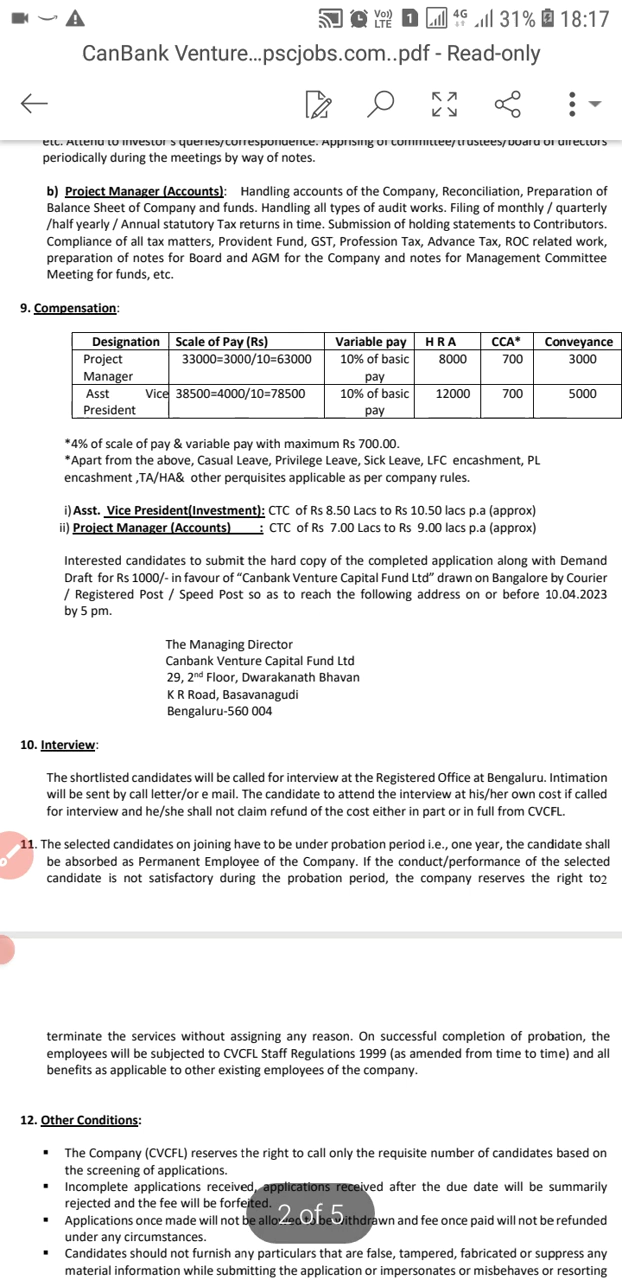 Vo)) LTE 1 4G 31% 18:17
CanBank Venture...pscjobs.com..pdf - Read-only
etc. Attend to investor's queries/correspondence. Apprising of committee/trustees/board of directors
periodically during the meetings by way of notes.
b) Project Manager (Accounts): Handling accounts of the Company, Reconciliation, Preparation of
Balance Sheet of Company and funds. Handling all types of audit works. Filing of monthly / quarterly
/half yearly / Annual statutory Tax returns in time. Submission of holding statements to Contributors.
Compliance of all tax matters, Provident Fund, GST, Profession Tax, Advance Tax, ROC related work,
preparation of notes for Board and AGM for the Company and notes for Management Committee
Meeting for funds, etc.
9. Compensation:
Designation Scale of Pay (Rs) Variable pay H R A CCA* Conveyance
Project 33000=3000/10=63000 10% of basic 8000 700 3000
Manager pay
Asst Vice 38500=4000/10=78500 10% of basic 12000 700 5000
President pay
*4% of scale of pay & variable pay with maximum Rs 700.00.
*Apart from the above, Casual Leave, Privilege Leave, Sick Leave, LFC encashment, PL
encashment ,TA/HA& other perquisites applicable as per company rules.
i) Asst. Vice President(Investment): CTC of Rs 8.50 Lacs to Rs 10.50 lacs p.a (approx)
ii) Project Manager (Accounts) : CTC of Rs 7.00 Lacs to Rs 9.00 lacs p.a (approx)
Interested candidates to submit the hard copy of the completed application along with Demand
Draft for Rs 1000/- in favour of “Canbank Venture Capital Fund Ltd” drawn on Bangalore by Courier
/ Registered Post / Speed Post so as to reach the following address on or before 10.04.2023
by 5 pm.
The Managing Director
Canbank Venture Capital Fund Ltd
29, 2nd Floor, Dwarakanath Bhavan
K R Road, Basavanagudi
Bengaluru-560 004
10. Interview:
The shortlisted candidates will be called for interview at the Registered Office at Bengaluru. Intimation
will be sent by call letter/or e mail. The candidate to attend the interview at his/her own cost if called
for interview and he/she shall not claim refund of the cost either in part or in full from CVCFL.
11. The selected candidates on joining have to be under probation period i.e., one year, the candidate shall
be absorbed as Permanent Employee of the Company. If the conduct/performance of the selected
candidate is not satisfactory during the probation period, the company reserves the right to2
terminate the services without assigning any reason. On successful completion of probation, the
employees will be subjected to CVCFL Staff Regulations 1999 (as amended from time to time) and all
benefits as applicable to other existing employees of the company.
12. Other Conditions:
▪ The Company (CVCFL) reserves the right to call only the requisite number of candidates based on
the screening of applications.
▪ Incomplete applications received, applications received after the due date will be summarily
rejected and the fee will be forfeited.
▪ Applications once made will not be allowed to be withdrawn and fee once paid will not be refunded
under any circumstances.
2 of 5
▪ Candidates should not furnish any particulars that are false, tampered, fabricated or suppress any
material information while submitting the application or impersonates or misbehaves or resorting